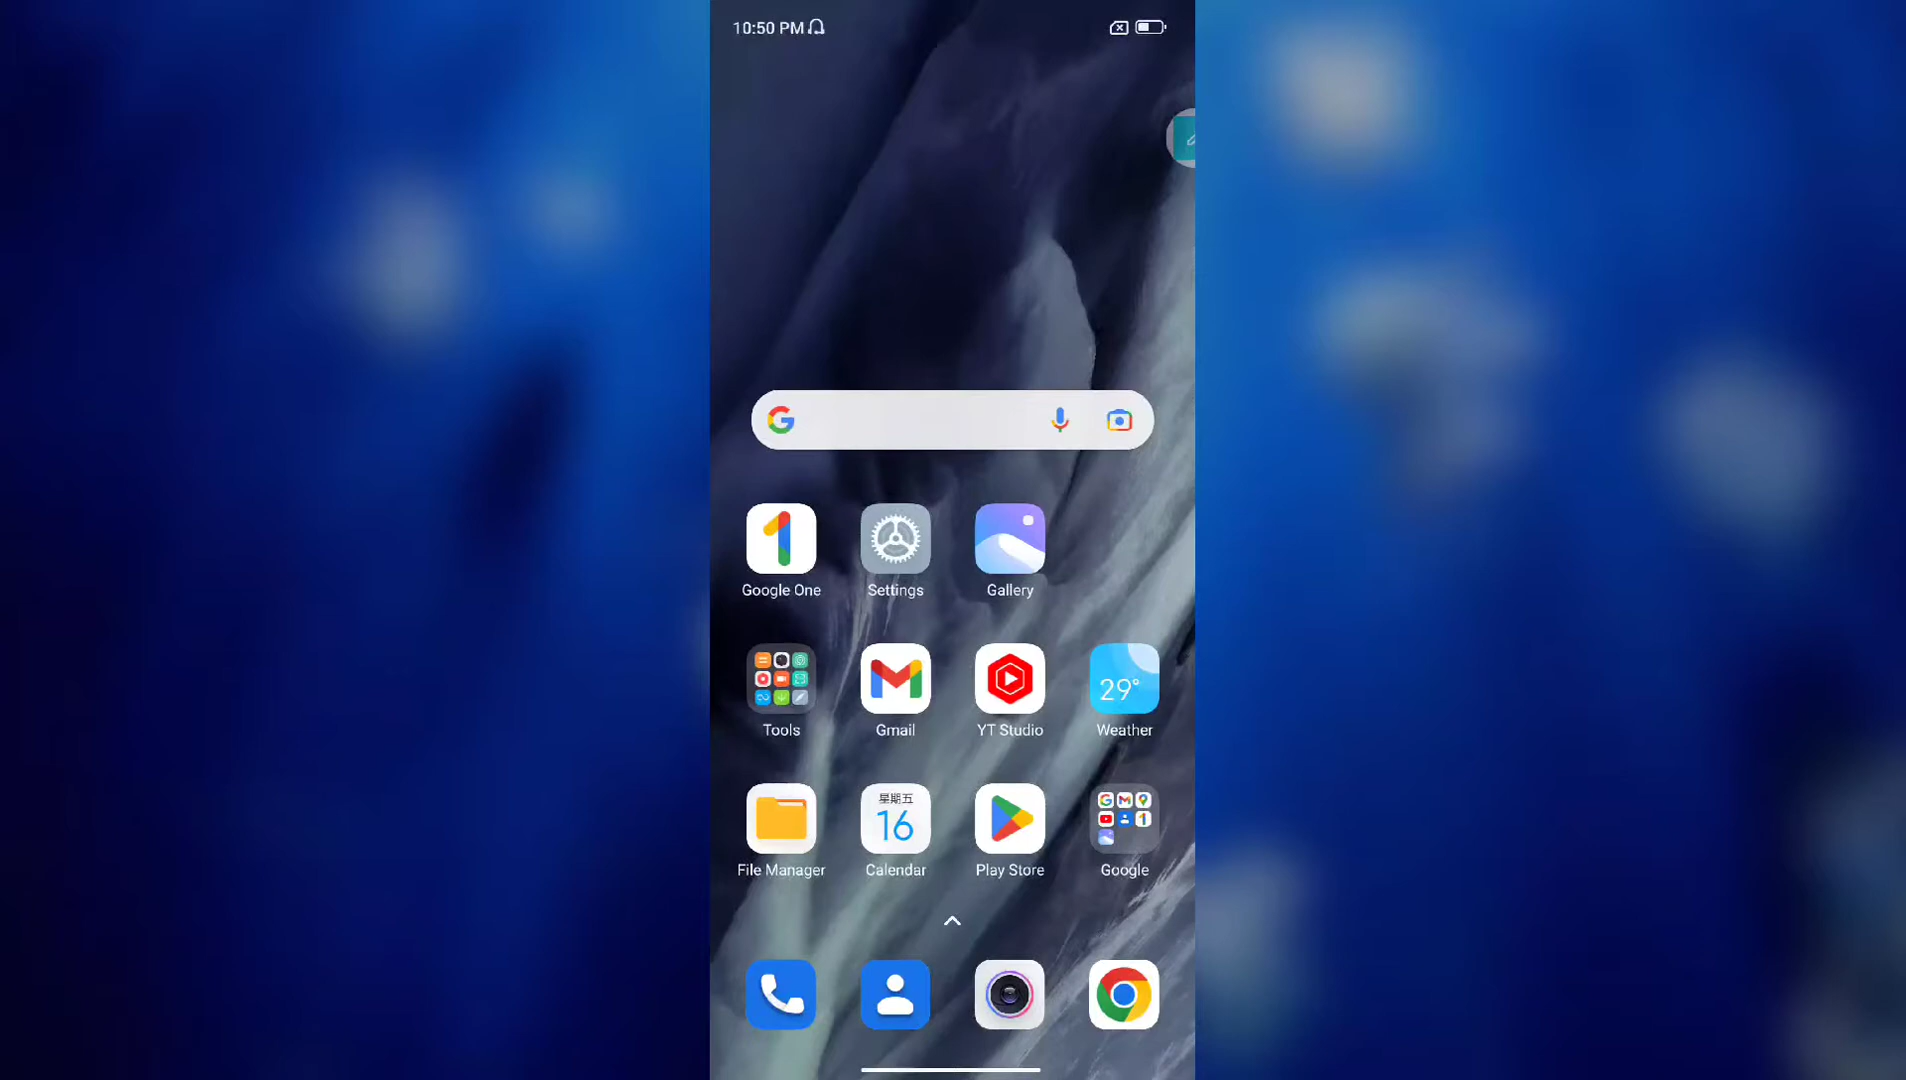 10:50 PM
Google One Settings Gallery
29°
Tools Gmail YT Studio Weather
星期五
16
File Manager Calendar Play Store Google